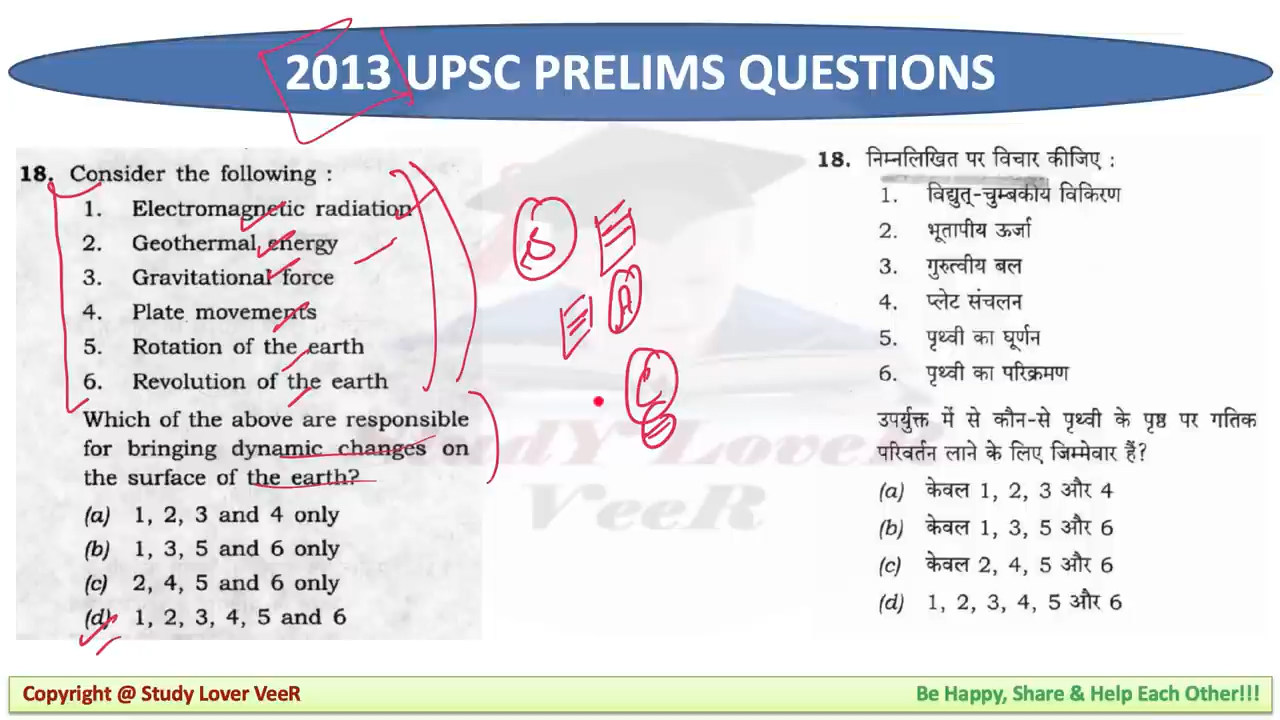 2013 UPSC PRELIMS QUESTIONS
18. Consider the following :
1. Electromagnetic radiation
2. Geothermal energy
3. Gravitational force
4. Plate movements
5. Rotation of the earth
6. Revolution of the earth
Which of the above are responsible
for bringing dynamic changes on
the surface of the earth?
(a) 1, 2, 3 and 4 only
(b) 1, 3, 5 and 6 only
(c) 2, 4, 5 and 6 only
(d) 1, 2, 3, 4, 5 and 6
18. निम्नलिखित पर विचार कीजिए :
1. विद्युत्-चुम्बकीय विकिरण
2. भूतापीय ऊर्जा
3. गुरुत्वीय बल
4. प्लेट संचलन
5. पृथ्वी का घूर्णन
6. पृथ्वी का परिक्रमण
उपर्युक्त में से कौन-से पृथ्वी के पृष्ठ पर गतिक
परिवर्तन लाने के लिए जिम्मेवार हैं?
(a) केवल 1, 2, 3 और 4
(b) केवल 1, 3, 5 और 6
(c) केवल 2, 4, 5 और 6
(d) 1, 2, 3, 4, 5 और 6
StudY LoveR
VeeR
Copyright @ Study Lover VeeR
Be Happy, Share & Help Each Other!!!